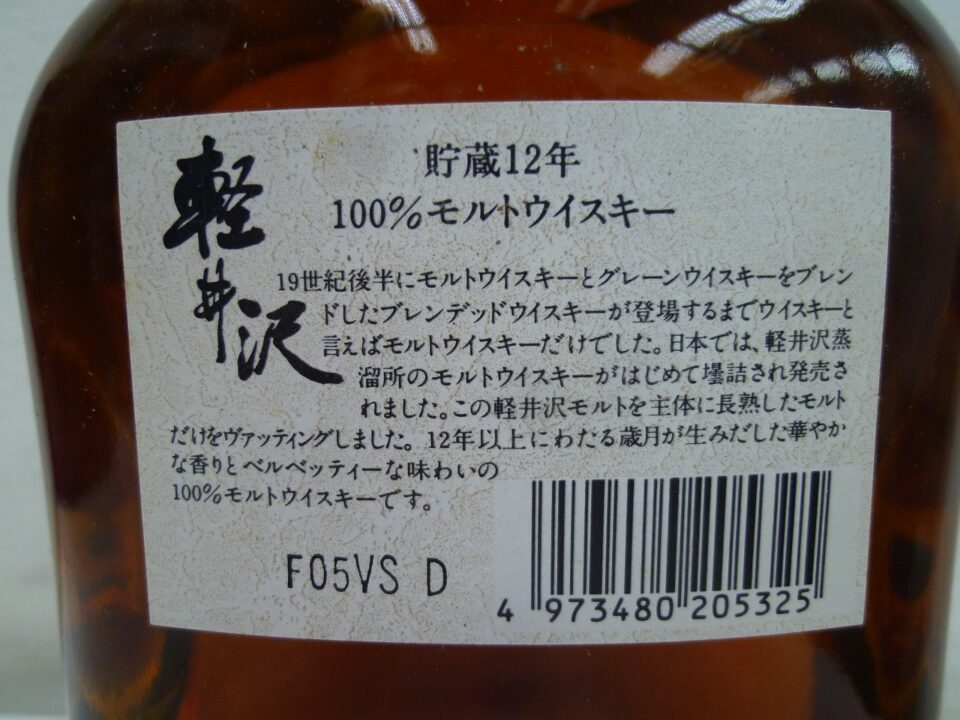 軽井沢
貯蔵12年
100%モルトウイスキー
19世紀後半にモルトウイスキーとグレーンウイスキーをブレン
ドしたブレンデッドウイスキーが登場するまでウイスキーと
言えばモルトウイスキーだけでした。日本では、軽井沢蒸
溜所のモルトウイスキーがはじめて壜詰され発売さ
れました。この軽井沢モルトを主体に長熟したモルト
だけをヴァッティングしました。12年以上にわたる歳月が生みだした華やか
な香りとベルベッティーな味わいの
100%モルトウイスキーです。
F05VS D
4 973480 205325